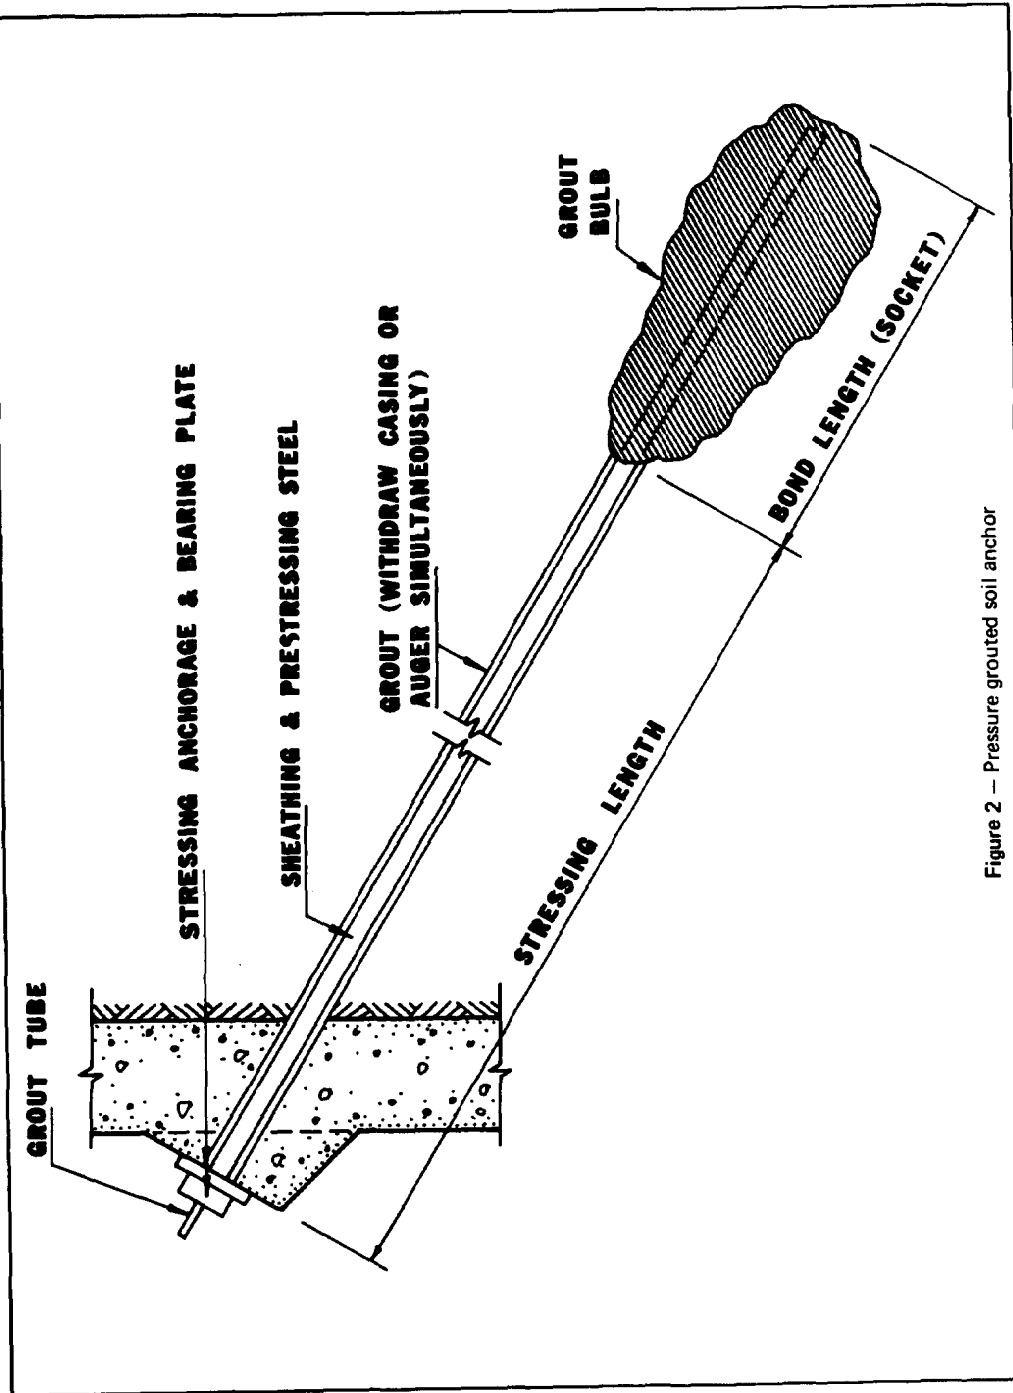 GROUT TUBE
STRESSING ANCHORAGE & BEARING PLATE
SHEATHING & PRESTRESSING STEEL
GROUT (WITHDRAW CASING OR
AUGER SIMULTANEOUSLY)
GROUT
BULB
STRESSING LENGTH
BOND LENGTH (SOCKET)
Figure 2 — Pressure grouted soil anchor